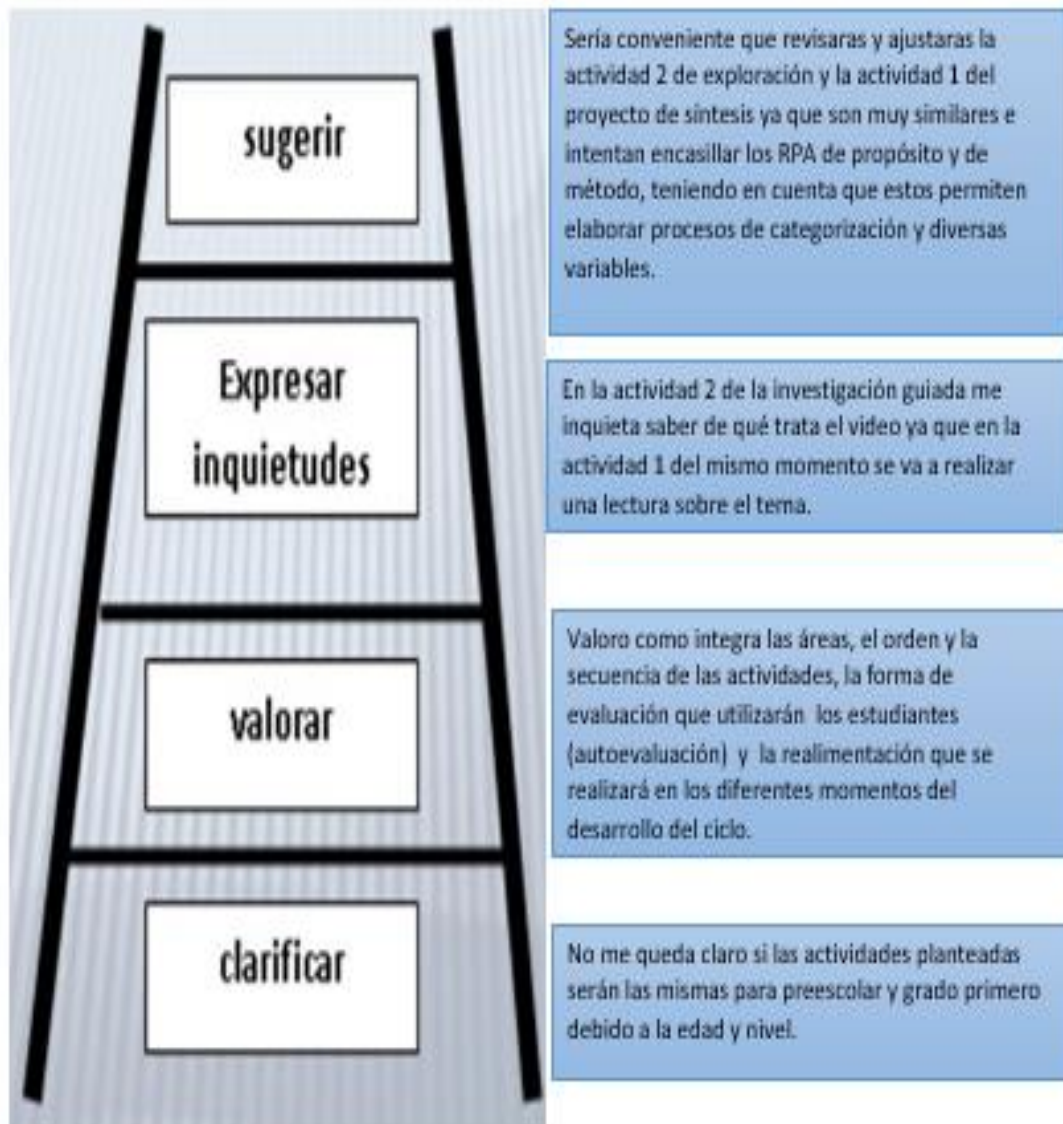 sugerir
Sería conveniente que revisaras y ajustaras la
actividad 2 de exploración y la actividad 1 del
proyecto de síntesis ya que son muy similares e
intentan encasillar los RPA de propósito y de
método, teniendo en cuenta que estos permiten
elaborar procesos de categorización y diversas
variables.
Expresar
inquietudes
En la actividad 2 de la investigación guiada me
inquieta saber de qué trata el video ya que en la
actividad 1 del mismo momento se va a realizar
una lectura sobre el tema.
valorar
Valoro como integra las áreas, el orden y la
secuencia de las actividades, la forma de
evaluación que utilizarán los estudiantes
(autoevaluación) y la realimentación que se
realizará en los diferentes momentos del
desarrollo del ciclo.
clarificar
No me queda claro si las actividades planteadas
serán las mismas para preescolar y grado primero
debido a la edad y nivel.